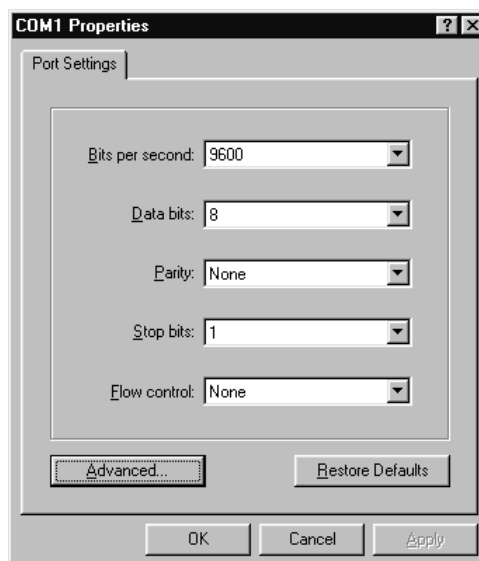 COM1 Properties
Port Settings
Bits per second: 9600
Data bits: 8
Parity: None
Stop bits: 1
Flow control: None
Advanced... Restore Defaults
OK Cancel Apply